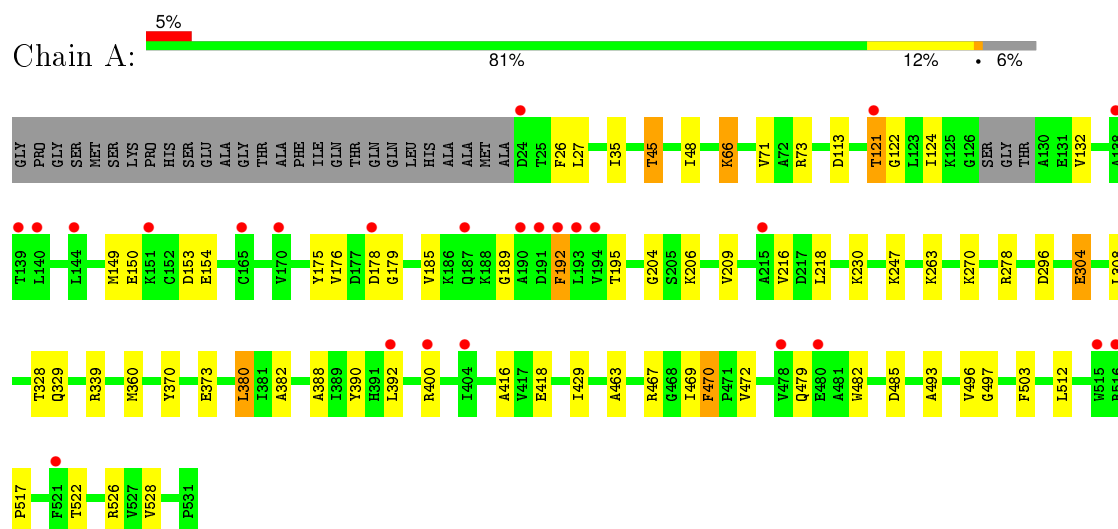 5%
Chain A:
81% 12% • 6%
GLY PRO GLY SER MET SER LYS PRO HIS SER GLU ALA GLY THR ALA PHE ILE GLN THR GLN GLN LEU HIS ALA ALA MET ALA D24 T25 F26 L27 I35 T45 I48 K66 V71 A72 R73 D113 T121 G122 L123 I124 K125 G126 SER GLY THR A130 E131 V132 A138
T139 L140 L144 M149 E150 K151 C152 D153 E154 C165 V170 Y175 V176 D177 D178 G179 V185 K186 Q187 K188 G189 A190 D191 F192 L193 V194 T195 G204 S205 K206 V209 A215 V216 D217 L218 K230 K247 K263 K270 R278 D296 E304 L308
T328 Q329 R339 M360 Y370 E373 L380 I381 A382 A388 I389 Y390 H391 L392 R400 I404 A416 V417 E418 I429 A463 R467 G468 I469 F470 P471 V472 V478 Q479 E480 A481 W482 D485 A493 V496 G497 F503 L512 W515 R516
P517 F521 T522 R526 V527 V528 P531